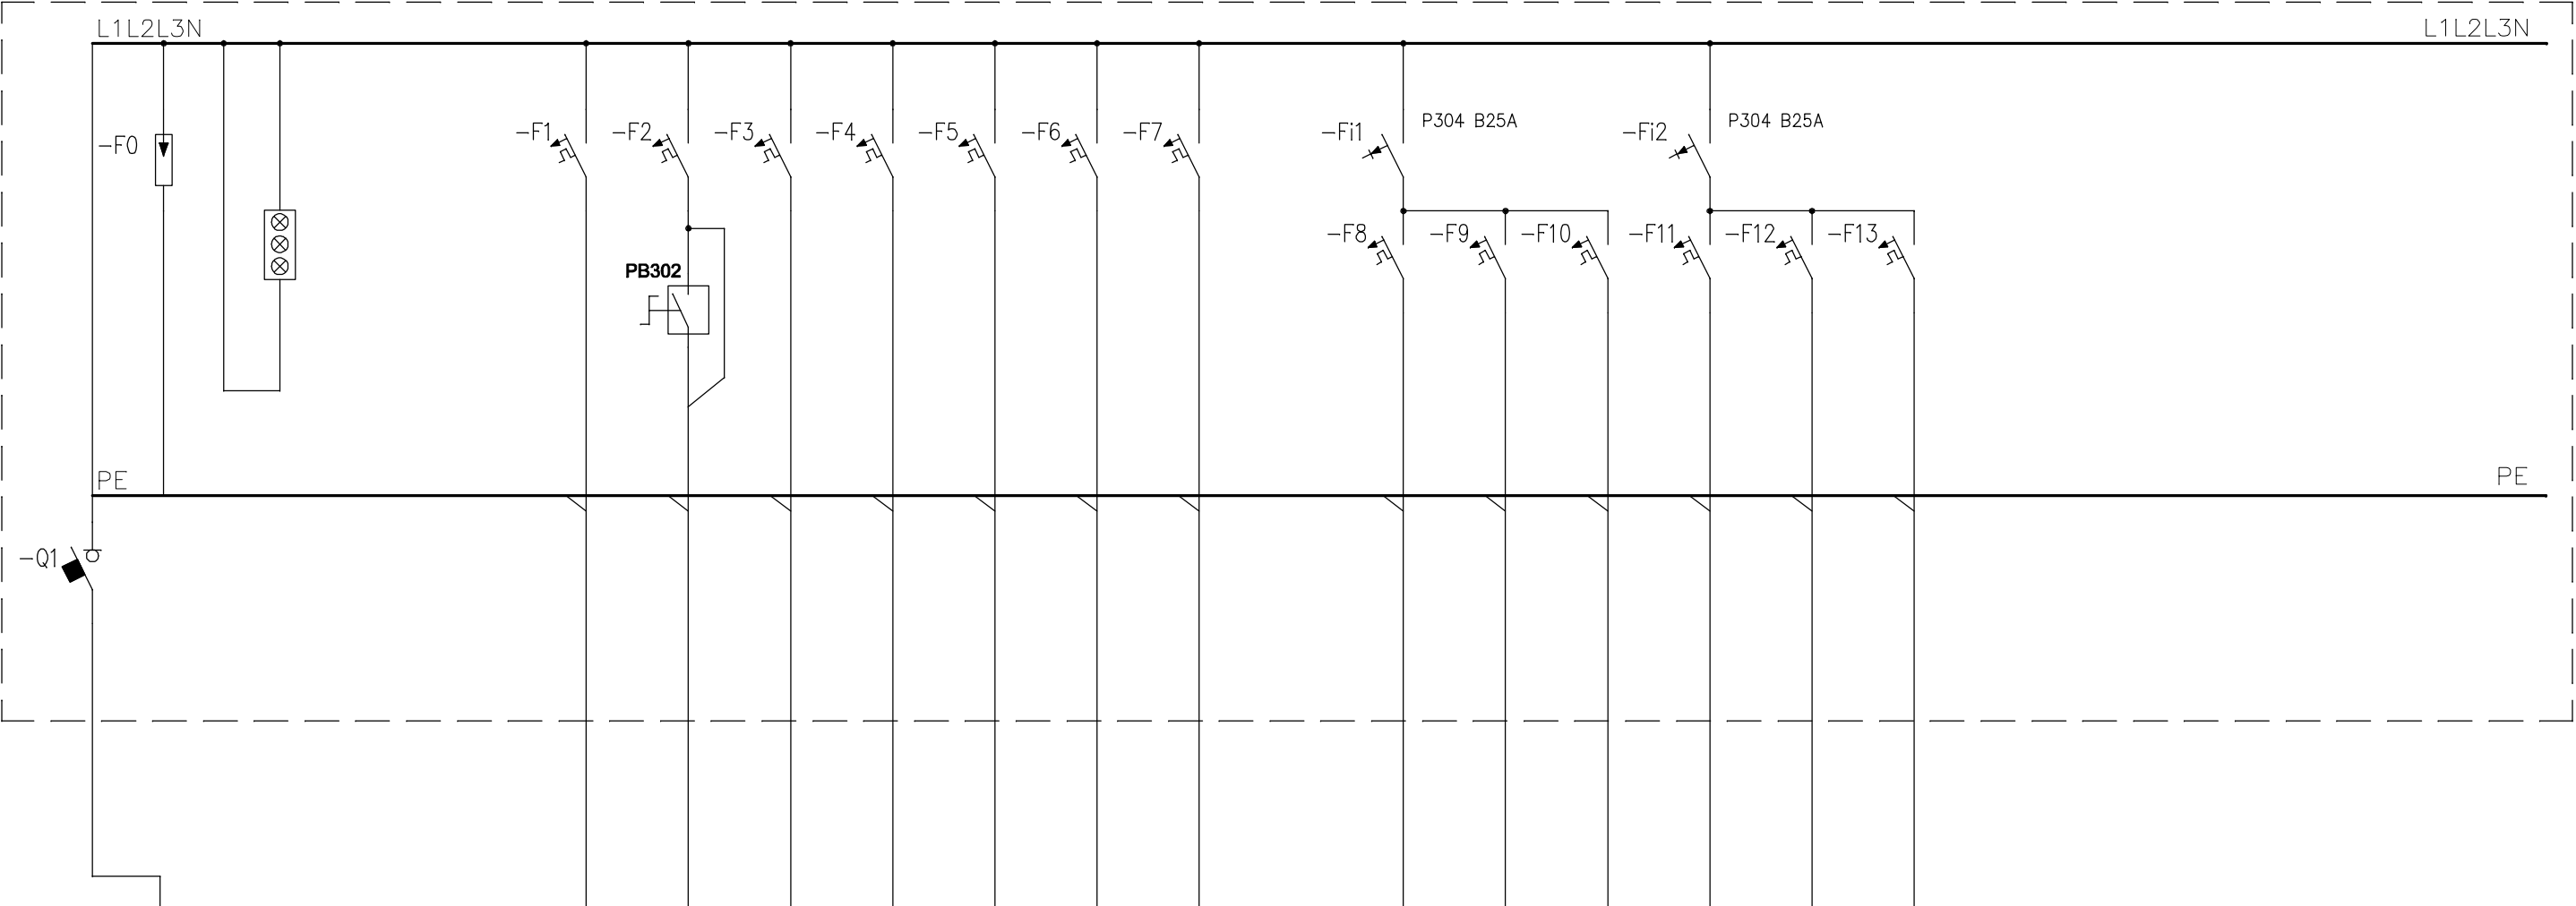 L1L2L3N
L1L2L3N
P304 B25A
P304 B25A
-F0
-F1
-F2
-F3
-F4
-F5
-F6
-F7
-Fi1
-Fi2
-F8
-F9
-F10
-F11
-F12
-F13
PB302
PE
PE
-Q1